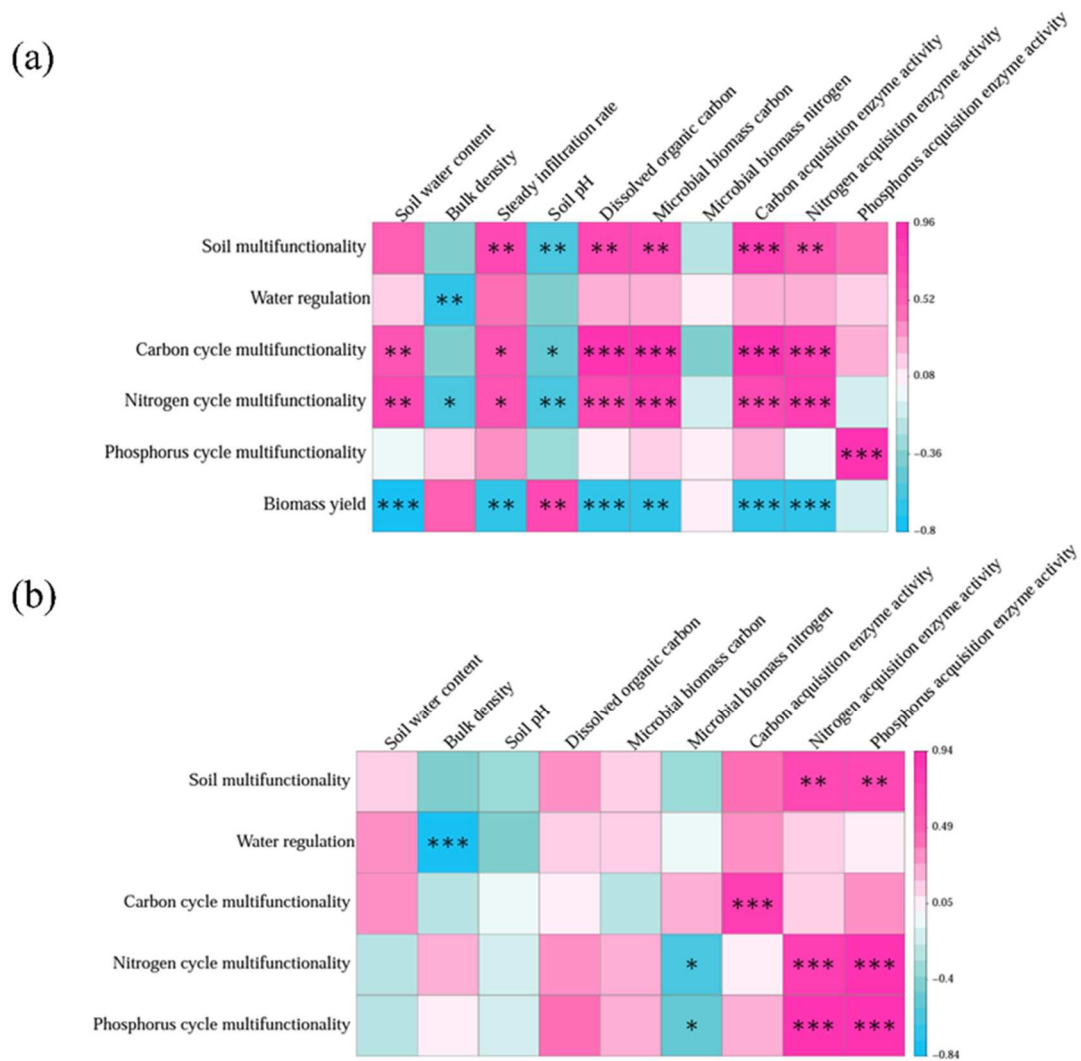 (a)
Soil water content
Bulk density
Steady infiltration rate
Soil pH
Dissolved organic carbon
Microbial biomass carbon
Microbial biomass nitrogen
Carbon acquisition enzyme activity
Nitrogen acquisition enzyme activity
Phosphorus acquisition enzyme activity
Soil multifunctionality ** ** ** ** *** **
Water regulation **
Carbon cycle multifunctionality ** * * *** *** *** ***
Nitrogen cycle multifunctionality ** * * ** *** *** *** ***
Phosphorus cycle multifunctionality ***
Biomass yield *** ** ** *** ** *** ***
0.96
0.52
0.08
−0.36
−0.8
(b)
Soil water content
Bulk density
Soil pH
Dissolved organic carbon
Microbial biomass carbon
Microbial biomass nitrogen
Carbon acquisition enzyme activity
Nitrogen acquisition enzyme activity
Phosphorus acquisition enzyme activity
Soil multifunctionality ** **
Water regulation ***
Carbon cycle multifunctionality ***
Nitrogen cycle multifunctionality * *** ***
Phosphorus cycle multifunctionality * *** ***
0.94
0.49
0.05
−0.4
−0.84